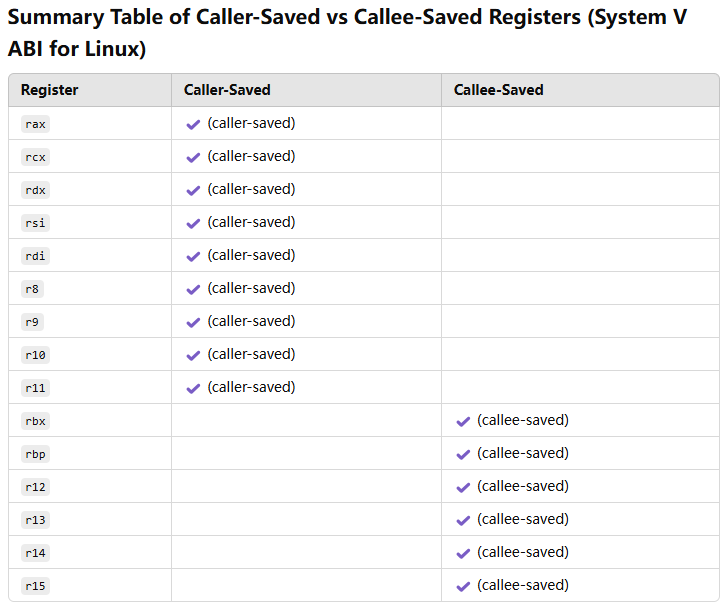 Summary Table of Caller-Saved vs Callee-Saved Registers (System V
ABI for Linux)
Register Caller-Saved Callee-Saved
rax ✔ (caller-saved)
rcx ✔ (caller-saved)
rdx ✔ (caller-saved)
rsi ✔ (caller-saved)
rdi ✔ (caller-saved)
r8 ✔ (caller-saved)
r9 ✔ (caller-saved)
r10 ✔ (caller-saved)
r11 ✔ (caller-saved)
rbx ✔ (callee-saved)
rbp ✔ (callee-saved)
r12 ✔ (callee-saved)
r13 ✔ (callee-saved)
r14 ✔ (callee-saved)
r15 ✔ (callee-saved)